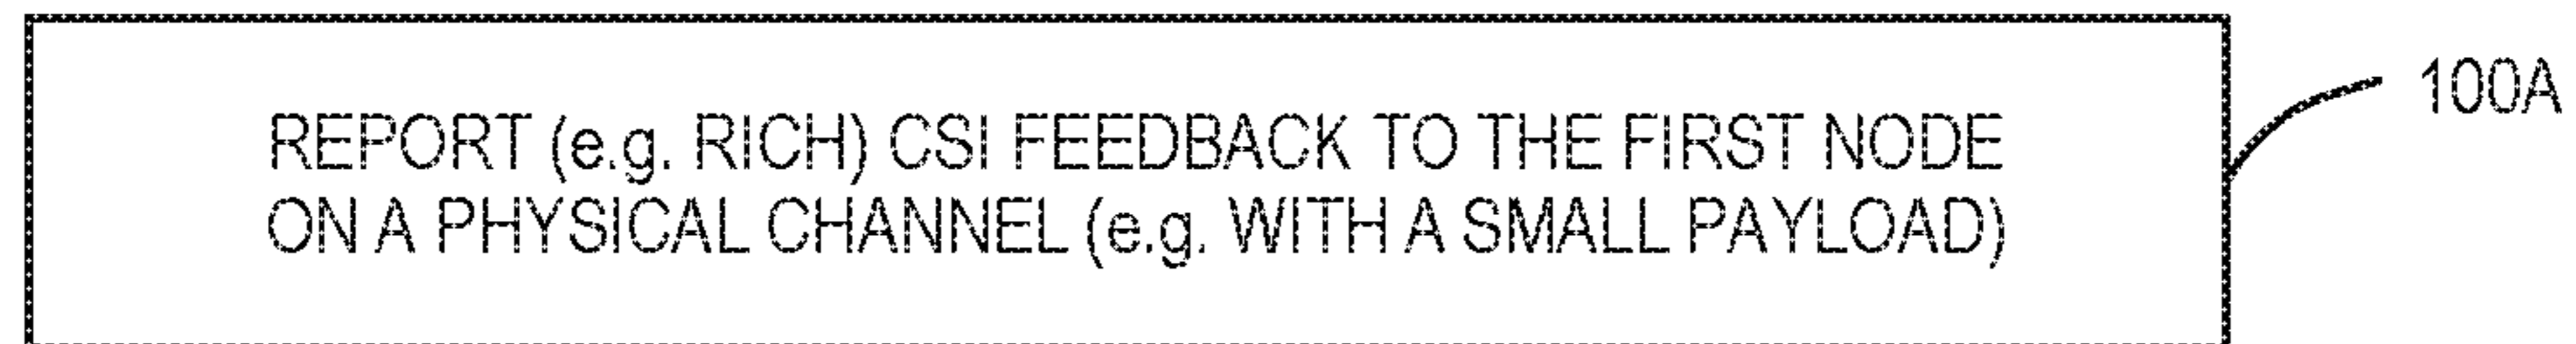 REPORT (e.g. RICH) CSI FEEDBACK TO THE FIRST NODE
ON A PHYSICAL CHANNEL (e.g. WITH A SMALL PAYLOAD)
100A